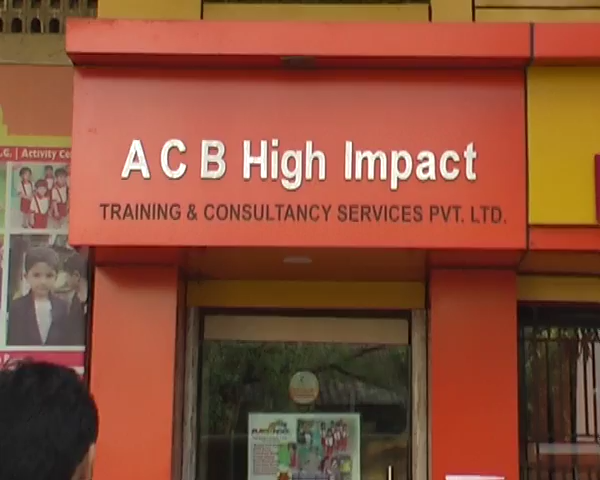 A C B High Impact
TRAINING & CONSULTANCY SERVICES PVT. LTD.
.G. | Activity Ce